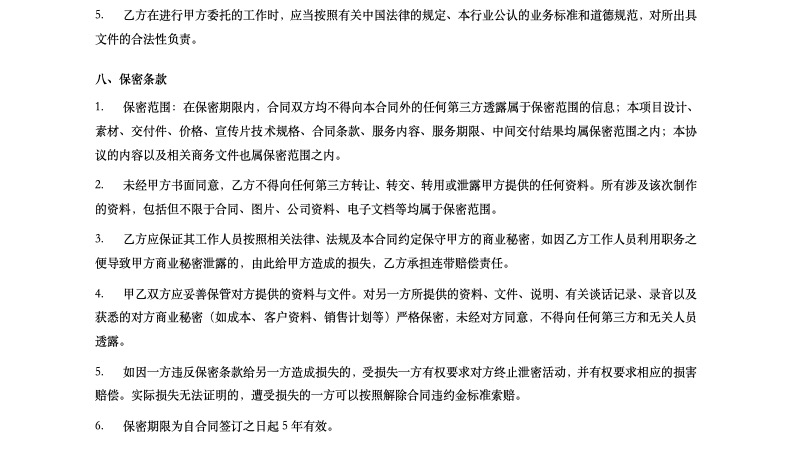 5. 乙方在进行甲方委托的工作时，应当按照有关中国法律的规定、本行业公认的业务标准和道德规范，对所出具
文件的合法性负责。
八、保密条款
1. 保密范围：在保密期限内，合同双方均不得向本合同外的任何第三方透露属于保密范围的信息；本项目设计、
素材、交付件、价格、宣传片技术规格、合同条款、服务内容、服务期限、中间交付结果均属保密范围之内；本协
议的内容以及相关商务文件也属保密范围之内。
2. 未经甲方书面同意，乙方不得向任何第三方转让、转交、转用或泄露甲方提供的任何资料。所有涉及该次制作
的资料，包括但不限于合同、图片、公司资料、电子文档等均属于保密范围。
3. 乙方应保证其工作人员按照相关法律、法规及本合同约定保守甲方的商业秘密，如因乙方工作人员利用职务之
便导致甲方商业秘密泄露的，由此给甲方造成的损失，乙方承担连带赔偿责任。
4. 甲乙双方应妥善保管对方提供的资料与文件。对另一方所提供的资料、文件、说明、有关谈话记录、录音以及
获悉的对方商业秘密（如成本、客户资料、销售计划等）严格保密，未经对方同意，不得向任何第三方和无关人员
透露。
5. 如因一方违反保密条款给另一方造成损失的，受损失一方有权要求对方终止泄密活动，并有权要求相应的损害
赔偿。实际损失无法证明的，遭受损失的一方可以按照解除合同违约金标准索赔。
6. 保密期限为自合同签订之日起 5 年有效。